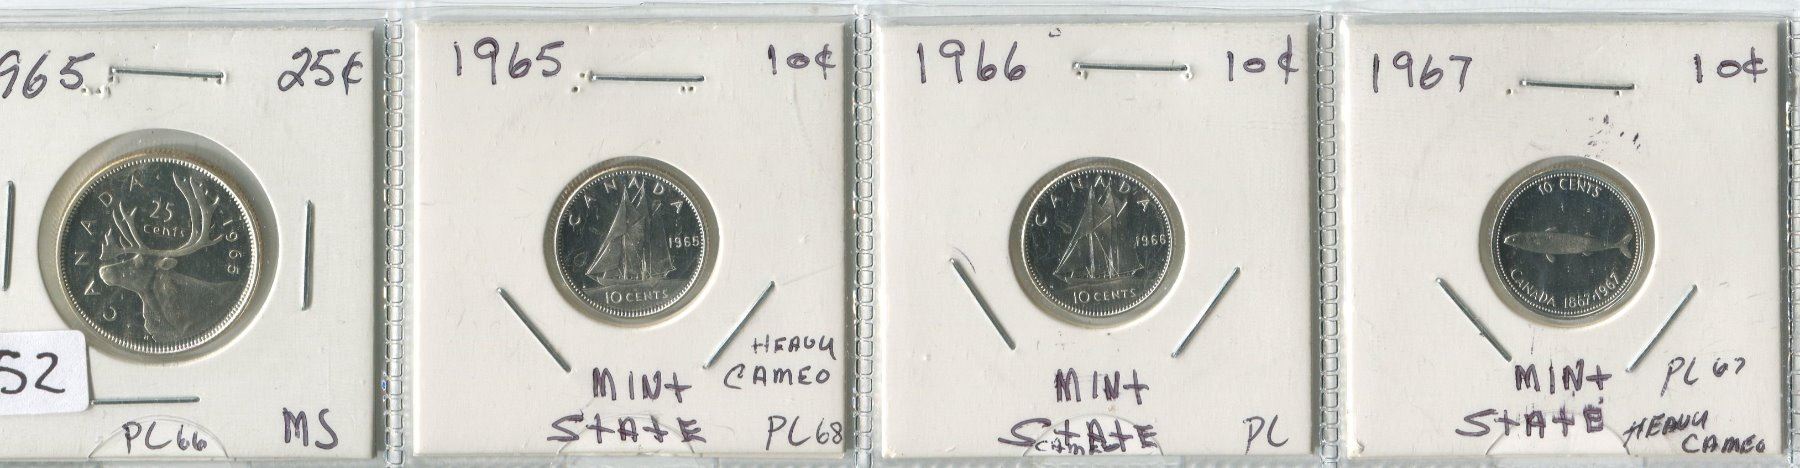 965 25¢
CANADA
25
cents
1965
52
PC66 MS
1965 10¢
CANADA
1965
10 CENTS
HEAVY
MINt CAMEO
StAtE PL68
1966 10¢
CANADA
1966
10 CENTS
MINt
StAtE PL
CAMEO
1967 10¢
10 CENTS
CANADA 1867-1967
MINt PL67
StAtE HEAVY
CAMEO